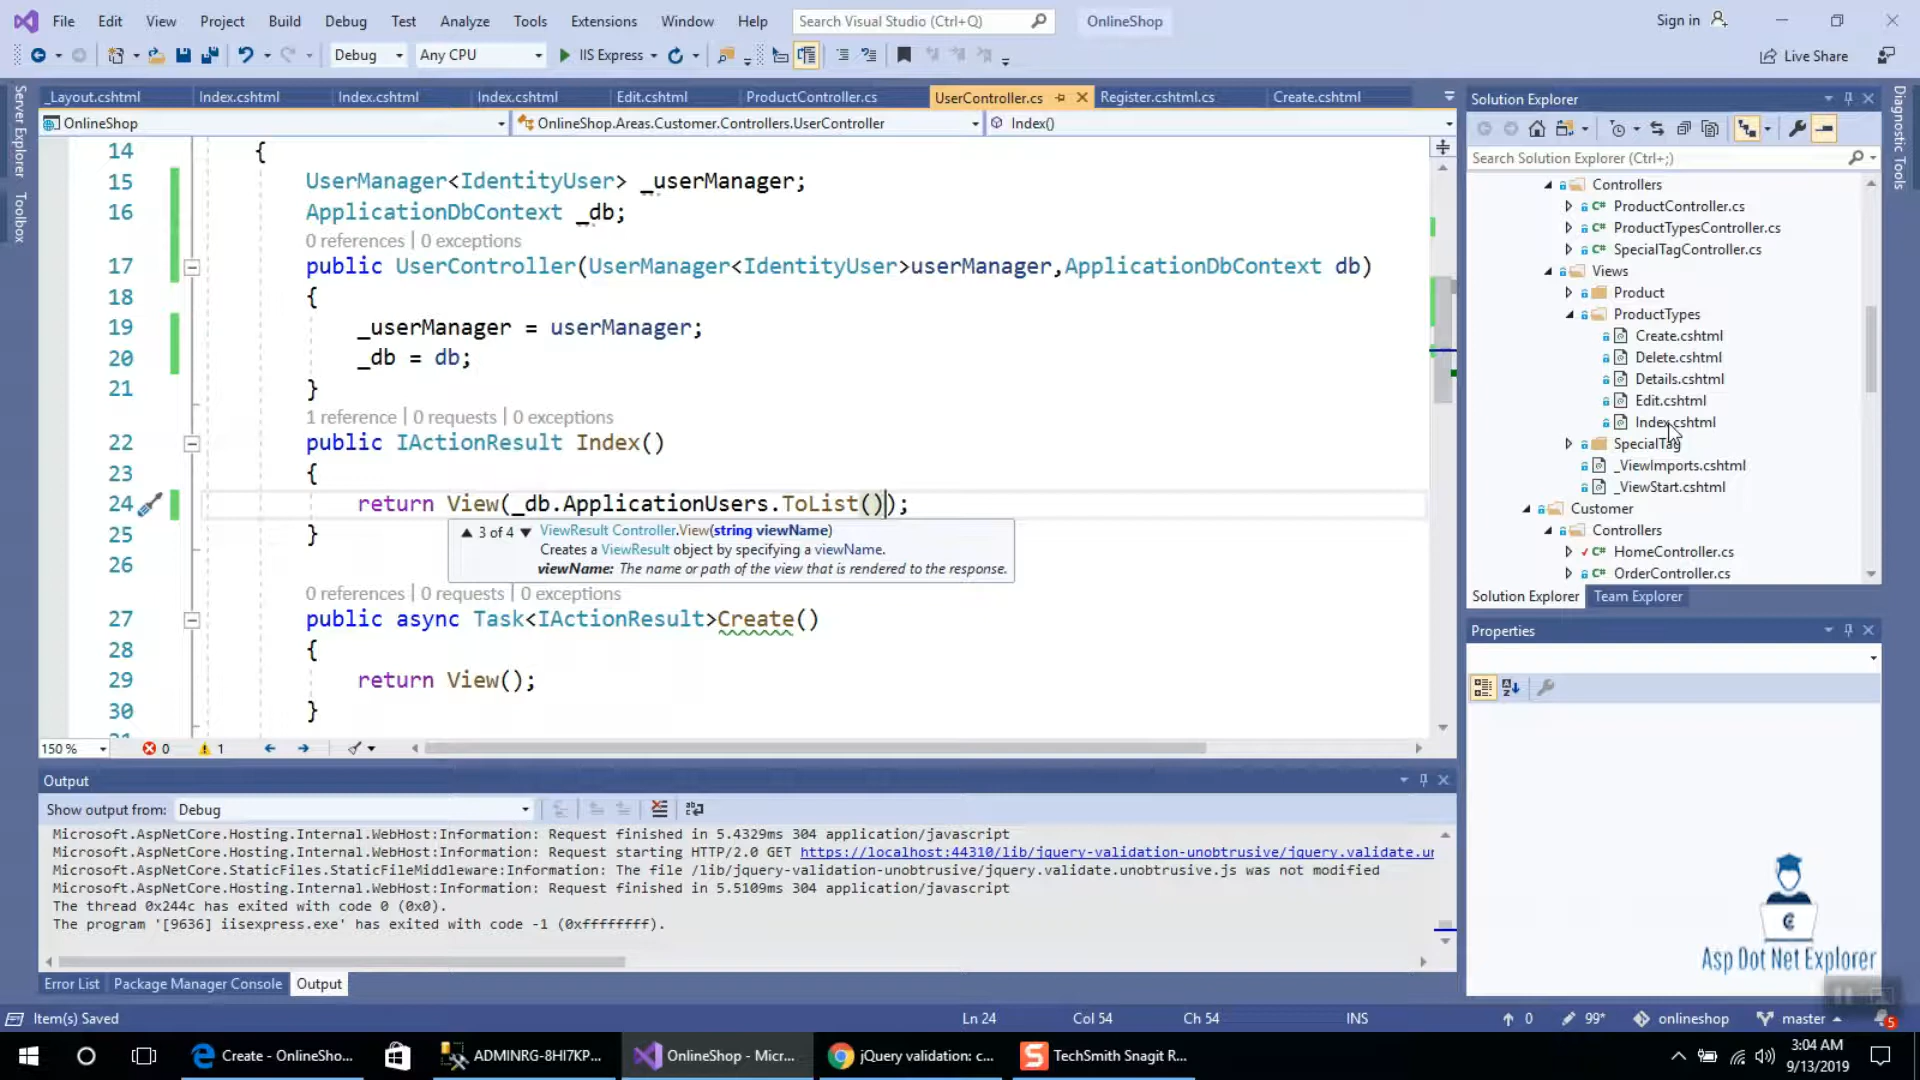 File Edit View Project Build Debug Test Analyze Tools Extensions Window Help Search Visual Studio (Ctrl+Q) OnlineShop Sign in
Debug Any CPU IIS Express Live Share
Server Explorer
Toolbox
_Layout.cshtml Index.cshtml Index.cshtml Index.cshtml Edit.cshtml ProductController.cs UserController.cs Register.cshtml.cs Create.cshtml
OnlineShop OnlineShop.Areas.Customer.Controllers.UserController Index()
14 {
15 UserManager<IdentityUser> _userManager;
16 ApplicationDbContext _db;
0 references | 0 exceptions
17 public UserController(UserManager<IdentityUser>userManager,ApplicationDbContext db)
18 {
19 _userManager = userManager;
20 _db = db;
21 }
1 reference | 0 requests | 0 exceptions
22 public IActionResult Index()
23 {
24 return View(_db.ApplicationUsers.ToList());
25 }
3 of 4 ViewResult Controller.View(string viewName)
Creates a ViewResult object by specifying a viewName.
viewName: The name or path of the view that is rendered to the response.
26
0 references | 0 requests | 0 exceptions
27 public async Task<IActionResult>Create()
28 {
29 return View();
30 }
150 % 0 1
Output
Show output from: Debug
Microsoft.AspNetCore.Hosting.Internal.WebHost:Information: Request finished in 5.4329ms 304 application/javascript
Microsoft.AspNetCore.Hosting.Internal.WebHost:Information: Request starting HTTP/2.0 GET https://localhost:44310/lib/jquery-validation-unobtrusive/jquery.validate.ur
Microsoft.AspNetCore.StaticFiles.StaticFileMiddleware:Information: The file /lib/jquery-validation-unobtrusive/jquery.validate.unobtrusive.js was not modified
Microsoft.AspNetCore.Hosting.Internal.WebHost:Information: Request finished in 5.5109ms 304 application/javascript
The thread 0x244c has exited with code 0 (0x0).
The program '[9636] iisexpress.exe' has exited with code -1 (0xffffffff).
Error List Package Manager Console Output
Solution Explorer
Search Solution Explorer (Ctrl+;)
Controllers
ProductController.cs
ProductTypesController.cs
SpecialTagController.cs
Views
Product
ProductTypes
Create.cshtml
Delete.cshtml
Details.cshtml
Edit.cshtml
Index.cshtml
SpecialTag
_ViewImports.cshtml
_ViewStart.cshtml
Customer
Controllers
HomeController.cs
OrderController.cs
Solution Explorer Team Explorer
Properties
Diagnostic Tools
Asp Dot Net Explorer
Item(s) Saved Ln 24 Col 54 Ch 54 INS 0 99* onlineshop master 5
Create - OnlineSho... ADMINRG-8HI7KP... OnlineShop - Micr... jQuery validation: c... TechSmith Snagit R...
3:04 AM
9/13/2019